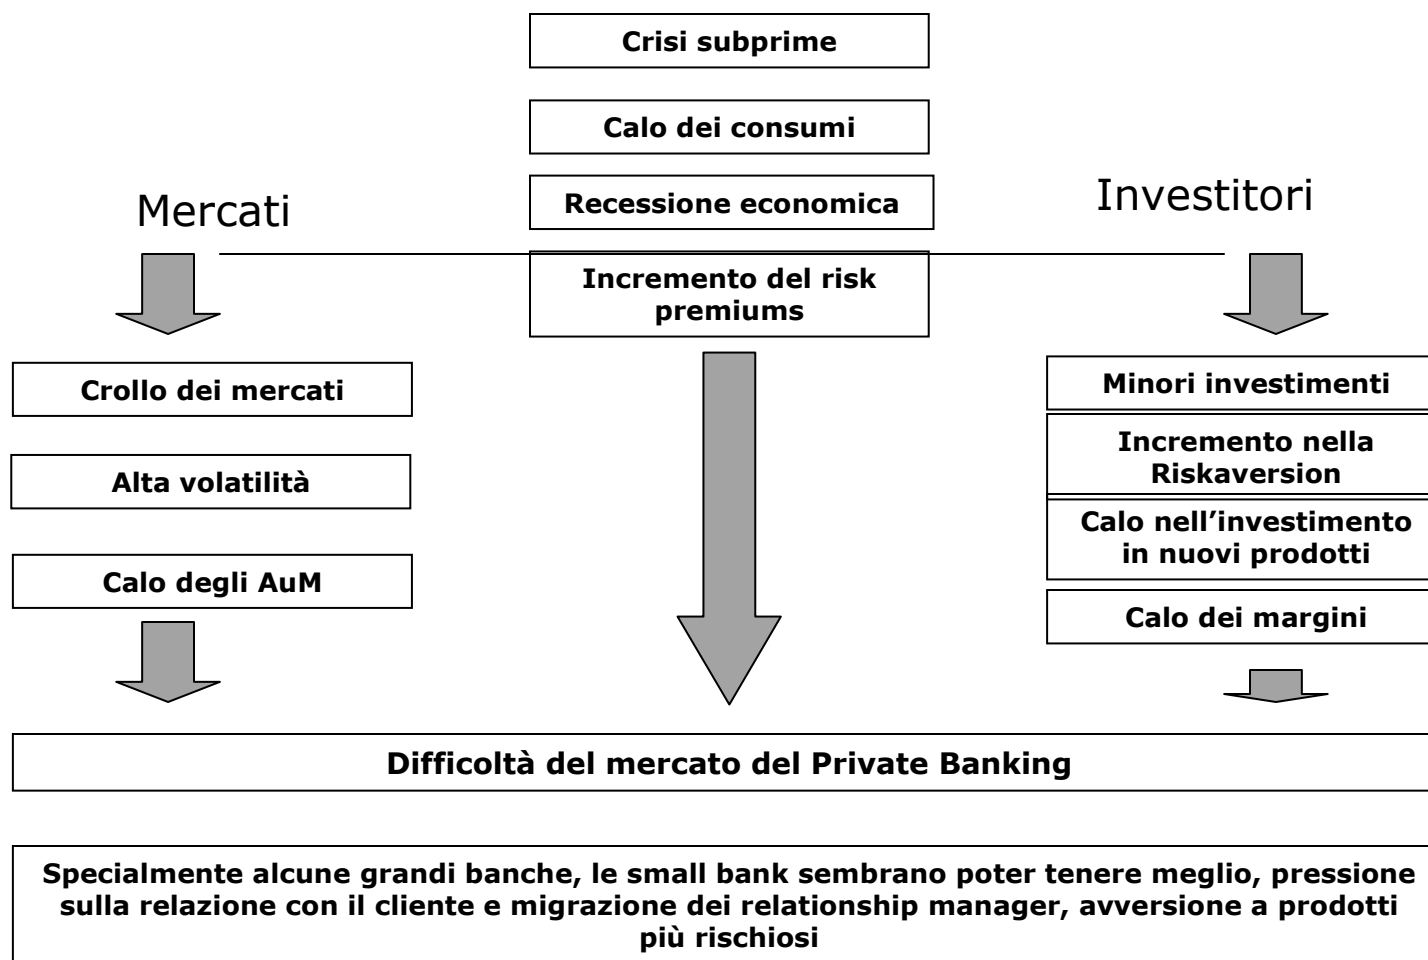 Crisi subprime
Calo dei consumi
Recessione economica
Mercati
Investitori
Incremento del risk
premiums
Crollo dei mercati
Alta volatilità
Calo degli AuM
Minori investimenti
Incremento nella
Riskaversion
Calo nell’investimento
in nuovi prodotti
Calo dei margini
Difficoltà del mercato del Private Banking
Specialmente alcune grandi banche, le small bank sembrano poter tenere meglio, pressione
sulla relazione con il cliente e migrazione dei relationship manager, avversione a prodotti
più rischiosi